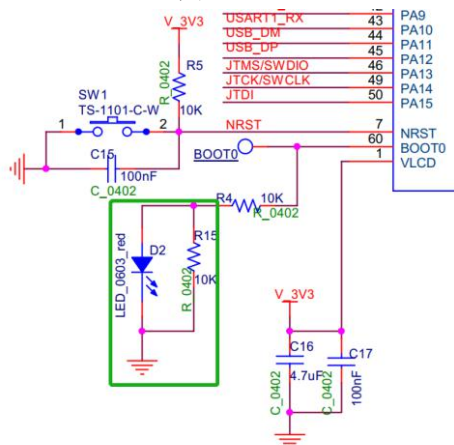 V_3V3
USART1_RX
USB_DM
USB_DP
JTMS/SWDIO
JTCK/SWCLK
JTDI
43
44
45
46
49
50
PA9
PA10
PA11
PA12
PA13
PA14
PA15
R5
R_0402
10K
SW1
TS-1101-C-W
1
2
NRST
7
NRST
BOOT0
60
BOOT0
1
VLCD
C15
100nF
C_0402
R4
10K
R_0402
LED_0603_red
D2
R15
10K
R_0402
V_3V3
C16
4.7uF
C_0402
C17
100nF
C_0402